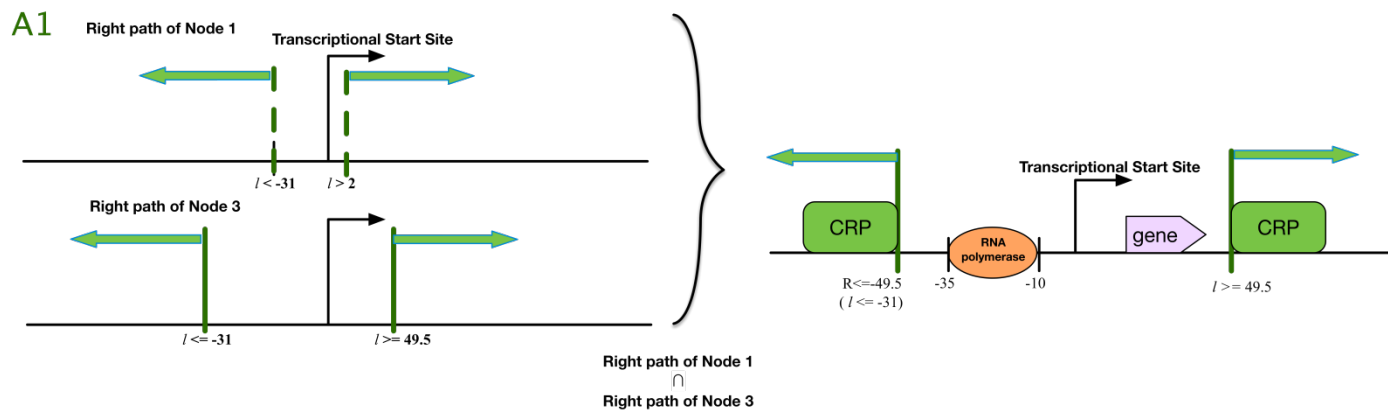 A1
Right path of Node 1
Transcriptional Start Site
l < -31
l > 2
Right path of Node 3
l <= -31
l >= 49.5
Right path of Node 1
∩
Right path of Node 3
Transcriptional Start Site
CRP
RNA
polymerase
gene
CRP
R<=-49.5
( l <= -31)
-35
-10
l >= 49.5